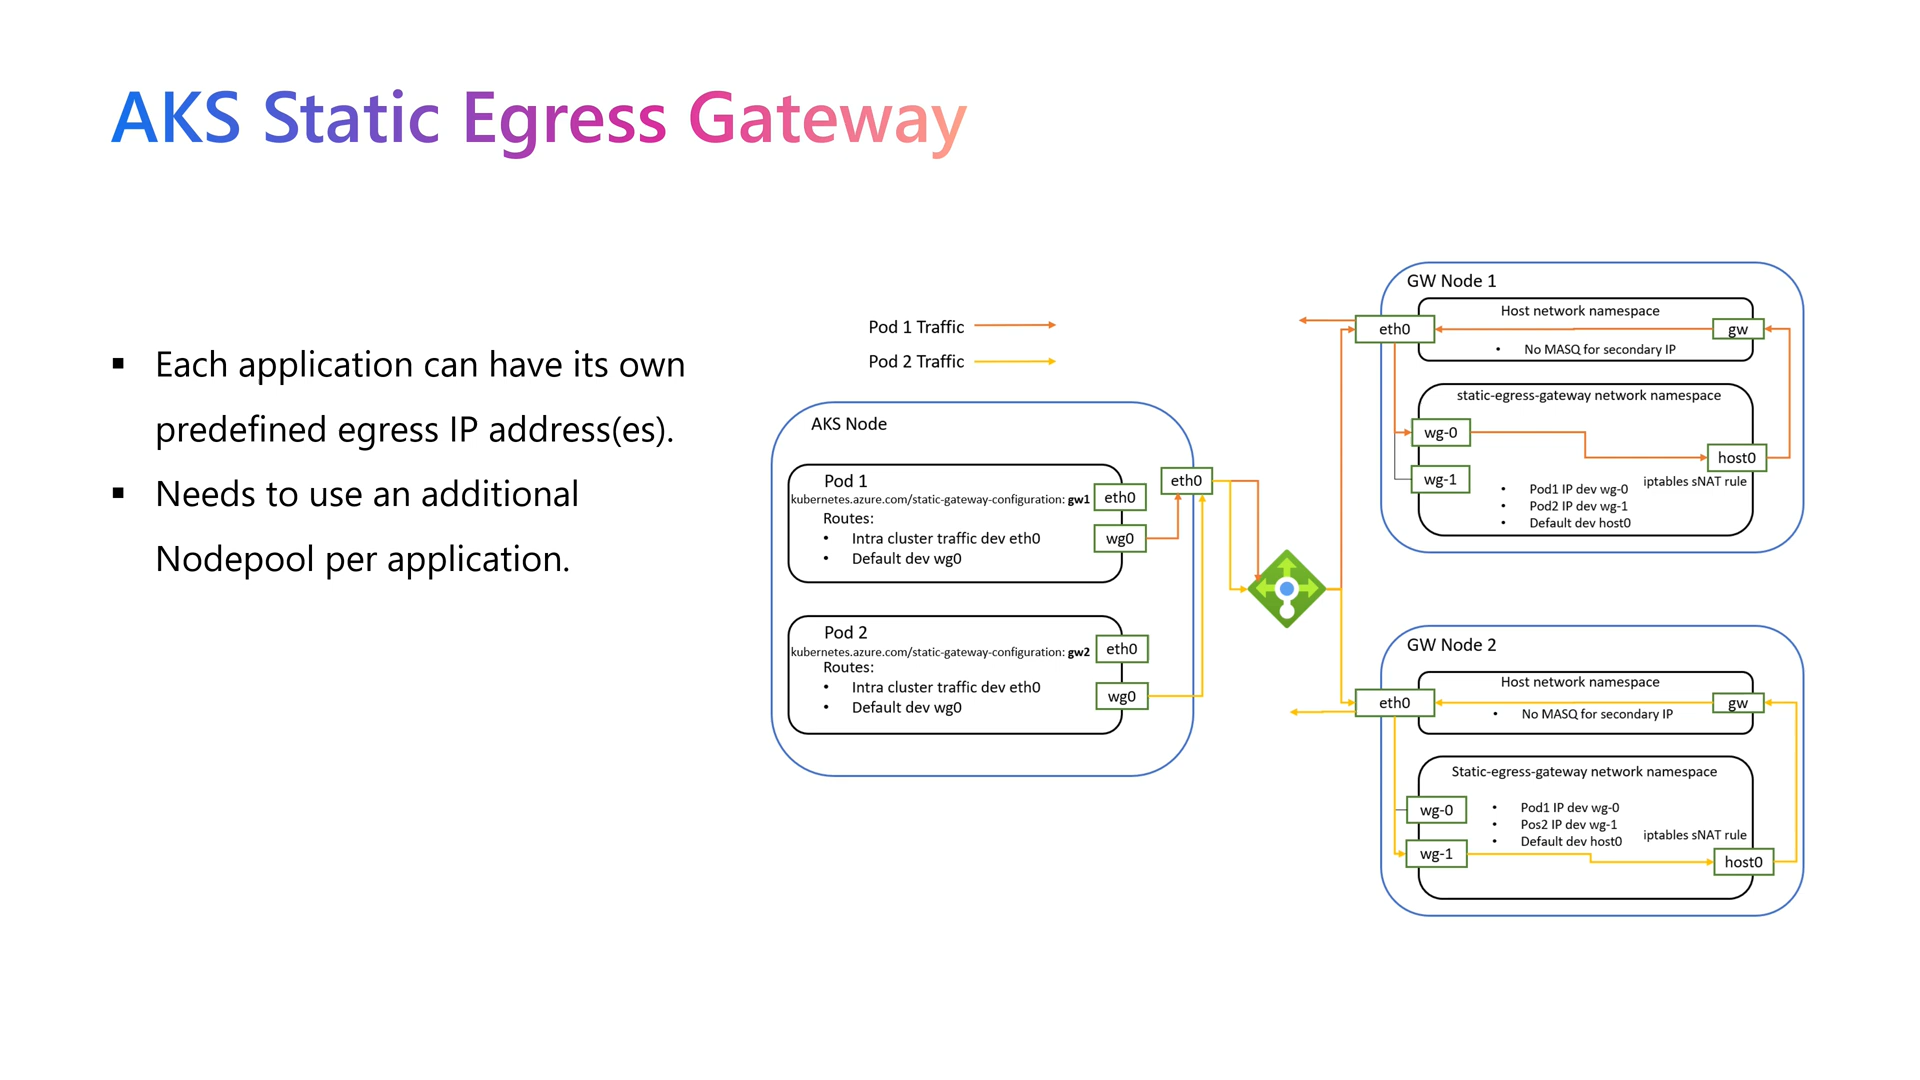 AKS Static Egress Gateway
▪ Each application can have its own
predefined egress IP address(es).
▪ Needs to use an additional
Nodepool per application.
Pod 1 Traffic
Pod 2 Traffic
AKS Node
Pod 1
kubernetes.azure.com/static-gateway-configuration: gw1
Routes:
• Intra cluster traffic dev eth0
• Default dev wg0
eth0
wg0
eth0
Pod 2
kubernetes.azure.com/static-gateway-configuration: gw2
Routes:
• Intra cluster traffic dev eth0
• Default dev wg0
eth0
wg0
GW Node 1
Host network namespace
eth0
gw
• No MASQ for secondary IP
static-egress-gateway network namespace
wg-0
host0
wg-1
iptables sNAT rule
• Pod1 IP dev wg-0
• Pod2 IP dev wg-1
• Default dev host0
GW Node 2
Host network namespace
eth0
gw
• No MASQ for secondary IP
Static-egress-gateway network namespace
wg-0
• Pod1 IP dev wg-0
• Pos2 IP dev wg-1
• Default dev host0
iptables sNAT rule
wg-1
host0